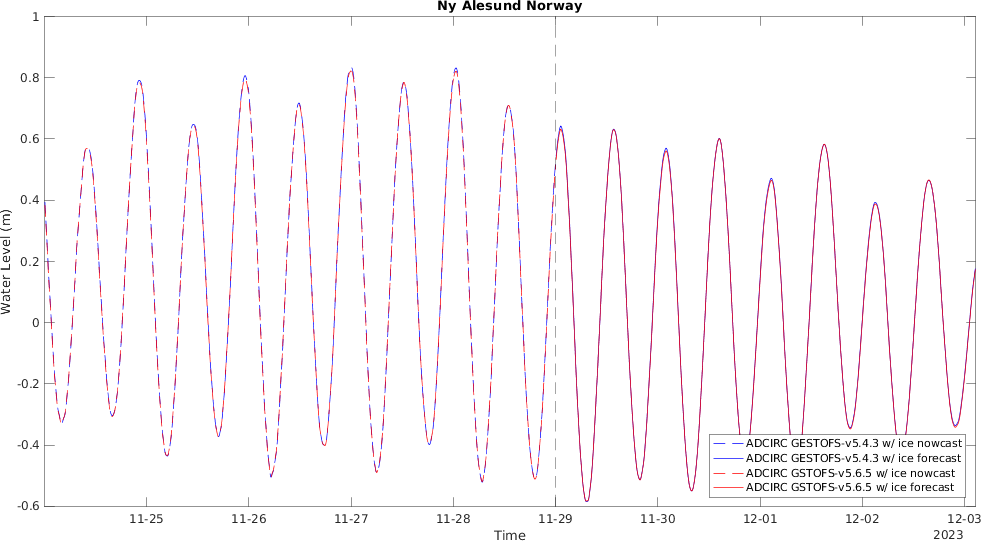 Ny Alesund Norway
1
0.8
0.6
0.4
0.2
0
-0.2
-0.4
-0.6
Water Level (m)
ADCIRC GESTOFS-v5.4.3 w/ ice nowcast
ADCIRC GESTOFS-v5.4.3 w/ ice forecast
ADCIRC GSTOFS-v5.6.5 w/ ice nowcast
ADCIRC GSTOFS-v5.6.5 w/ ice forecast
11-25 11-26 11-27 11-28 11-29 11-30 12-01 12-02 12-03
Time
2023